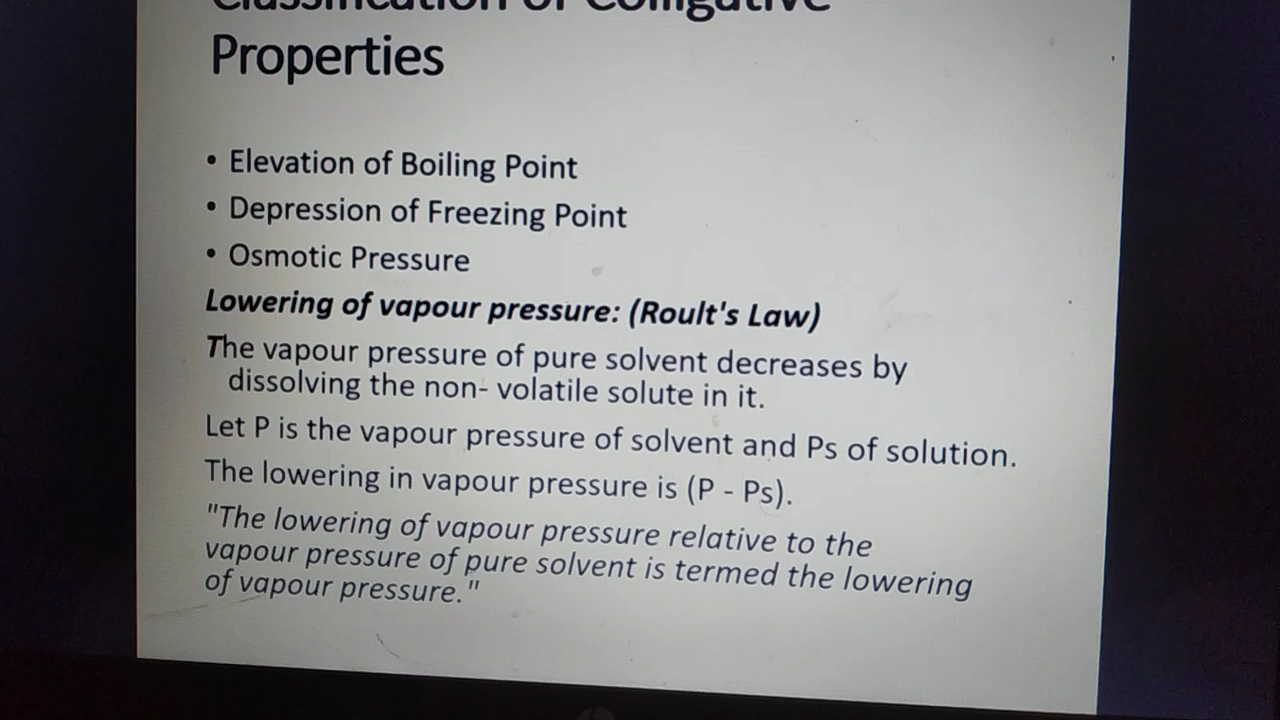 Classification of Colligative
Properties
• Elevation of Boiling Point
• Depression of Freezing Point
• Osmotic Pressure
Lowering of vapour pressure: (Roult's Law)
The vapour pressure of pure solvent decreases by
dissolving the non- volatile solute in it.
Let P is the vapour pressure of solvent and Ps of solution.
The lowering in vapour pressure is (P - Ps).
"The lowering of vapour pressure relative to the
vapour pressure of pure solvent is termed the lowering
of vapour pressure."